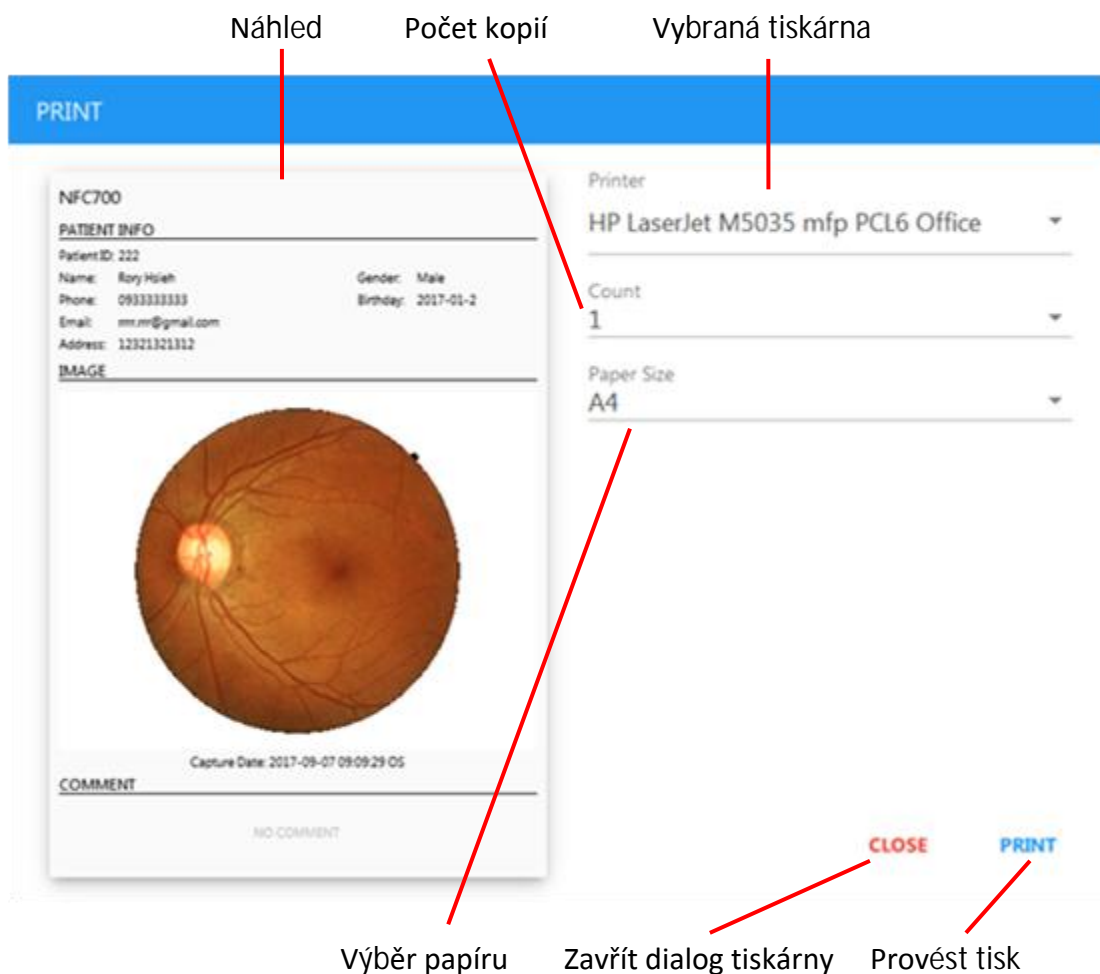 Náhled Počet kopií Vybraná tiskárna
PRINT
NFC700
PATIENT INFO
Patient ID: 222
Name: Rory Hsieh Gender: Male
Phone: 0933333333 Birthday: 2017-01-2
Email: mr.mr@gmail.com
Address: 12321321312
IMAGE
Capture Date: 2017-09-07 09:09:29 OS
COMMENT
NO COMMENT
Printer
HP LaserJet M5035 mfp PCL6 Office
Count
1
Paper Size
A4
CLOSE PRINT
Výběr papíru Zavřít dialog tiskárny Provést tisk